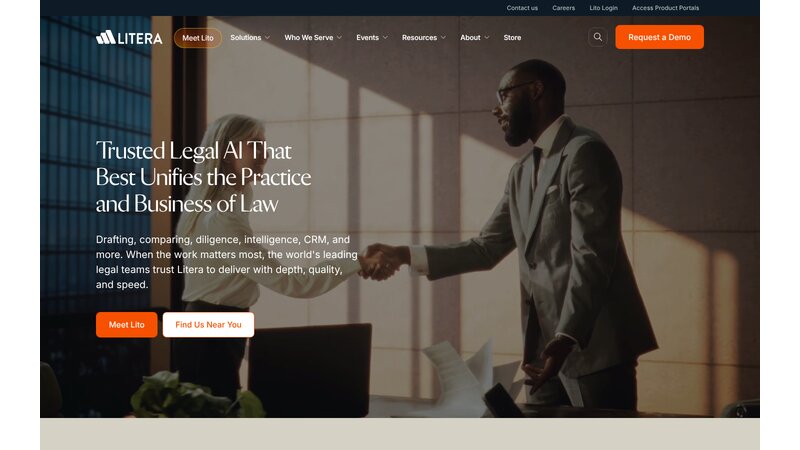 Contact us Careers Lito Login Access Product Portals
LITERA Meet Lito Solutions Who We Serve Events Resources About Store Request a Demo
Trusted Legal AI That
Best Unifies the Practice
and Business of Law
Drafting, comparing, diligence, intelligence, CRM, and
more. When the work matters most, the world's leading
legal teams trust Litera to deliver with depth, quality,
and speed.
Meet Lito Find Us Near You